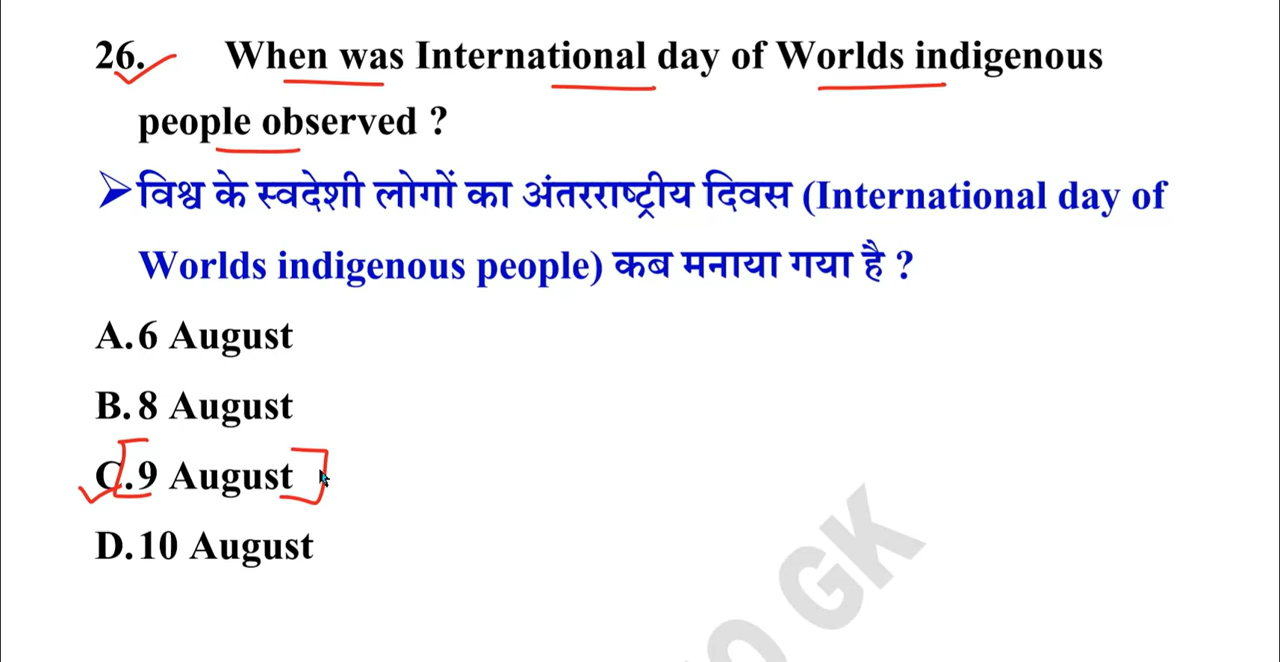 26. When was International day of Worlds indigenous
people observed ?
➤विश्व के स्वदेशी लोगों का अंतरराष्ट्रीय दिवस (International day of
Worlds indigenous people) कब मनाया गया है ?
A.6 August
B.8 August
C.9 August
D.10 August
GK